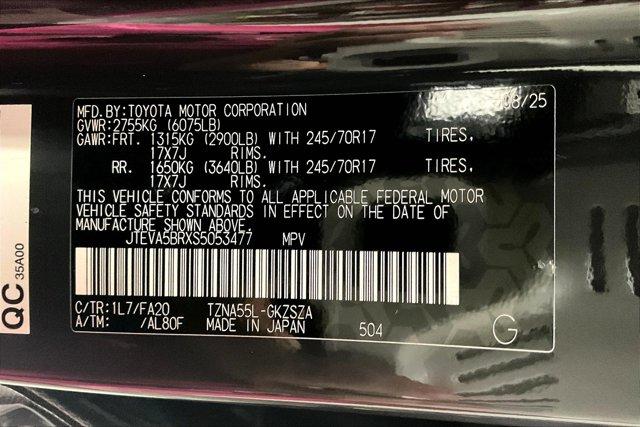 08/25
MFD.BY:TOYOTA MOTOR CORPORATION
GVWR:2755KG (6075LB)
GAWR:FRT. 1315KG (2900LB) WITH 245/70R17 TIRES,
17X7J RIMS.
RR. 1650KG (3640LB) WITH 245/70R17 TIRES,
17X7J RIMS.
THIS VEHICLE CONFORMS TO ALL APPLICABLE FEDERAL MOTOR
VEHICLE SAFETY STANDARDS IN EFFECT ON THE DATE OF
MANUFACTURE SHOWN ABOVE.
JTEVA5BRXS5053477 MPV
C/TR:1L7/FA20 TZNA55L-GKZSZA
A/TM: /AL80F MADE IN JAPAN 504 G
QC 35A00